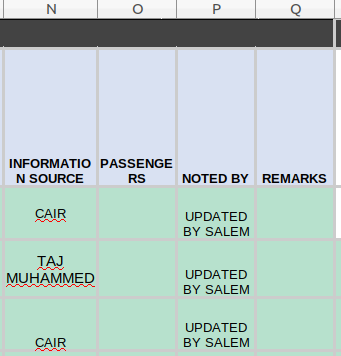 N O P Q
INFORMATIO
N SOURCE
PASSENGE
RS
NOTED BY
REMARKS
CAIR
UPDATED
BY SALEM
TAJ
MUHAMMED
UPDATED
BY SALEM
CAIR
UPDATED
BY SALEM